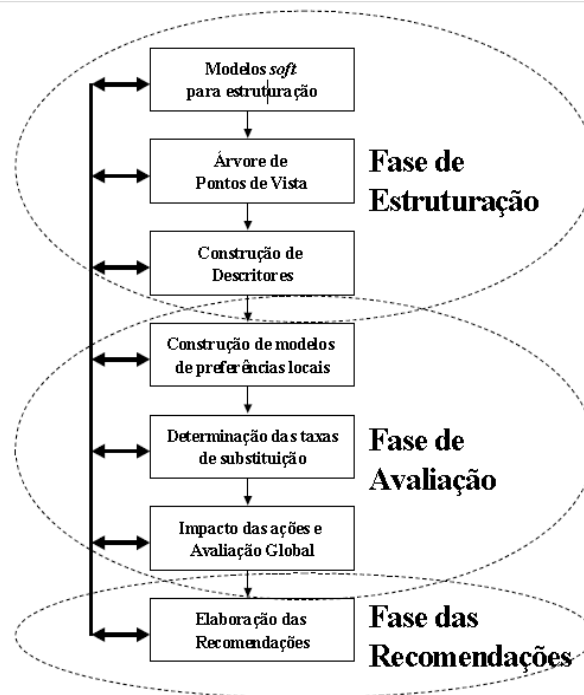 Modelos soft
para estruturação
Árvore de
Pontos de Vista
Fase de
Estruturação
Construção de
Descritores
Construção de modelos
de preferências locais
Determinação das taxas
de substituição
Fase de
Avaliação
Impacto das ações e
Avaliação Global
Elaboração das
Recomendações
Fase das
Recomendações